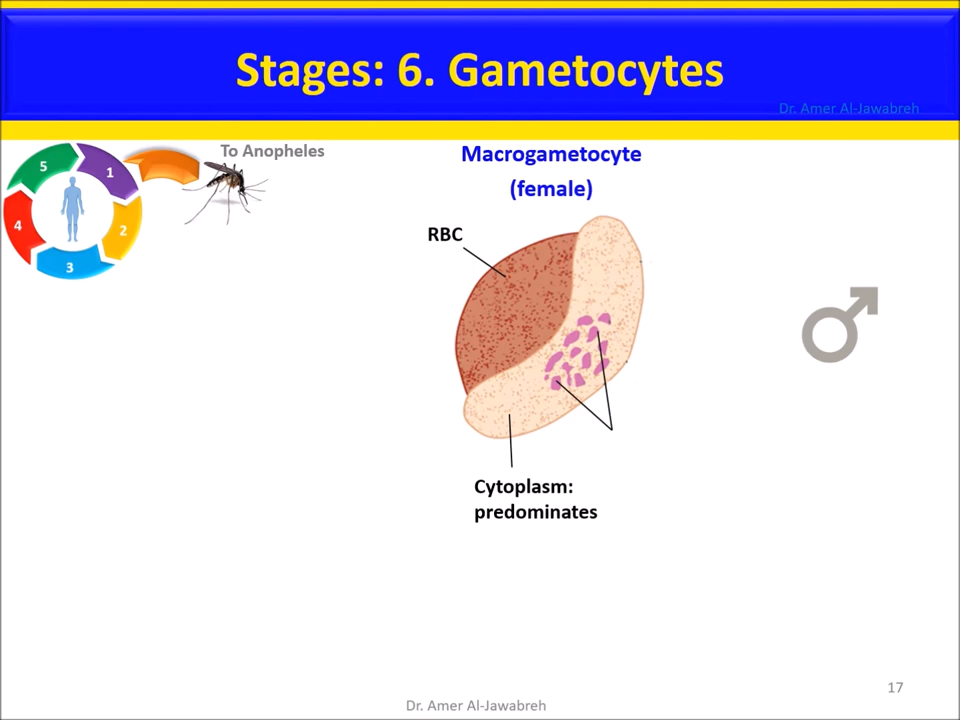 Stages: 6. Gametocytes
Dr. Amer Al-Jawabreh
To Anopheles
5
1
4
2
3
Macrogametocyte
(female)
RBC
Cytoplasm:
predominates
17
Dr. Amer Al-Jawabreh